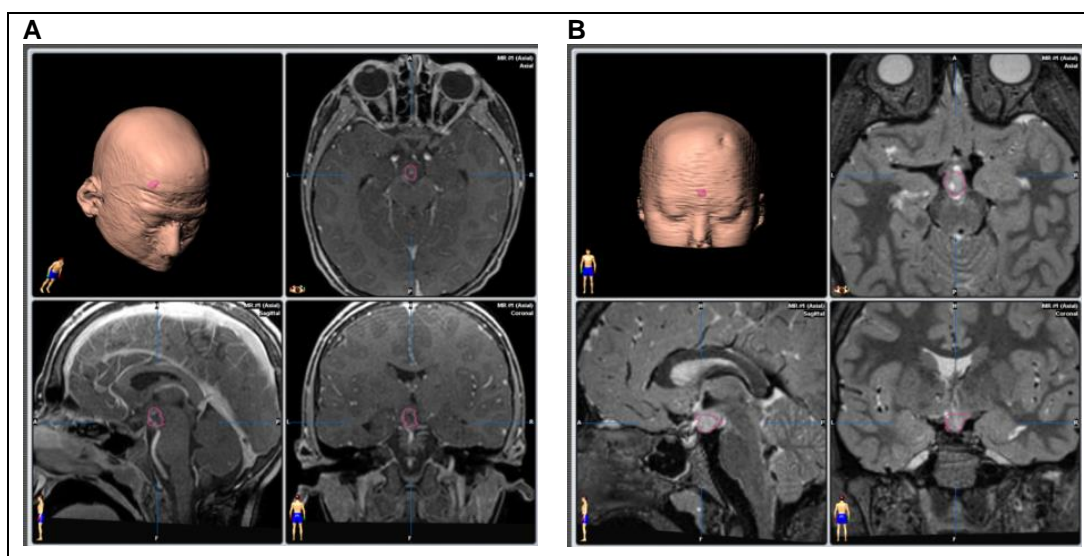 A
B
MR #1 (Axial)
Axial
A
L
R
P
MR #1 (Axial)
Sagittal
H
A
P
F
MR #1 (Axial)
Coronal
H
L
R
F
MR #1 (Axial)
Axial
A
L
R
P
MR #1 (Axial)
Sagittal
H
A
P
F
MR #1 (Axial)
Coronal
H
L
R
F